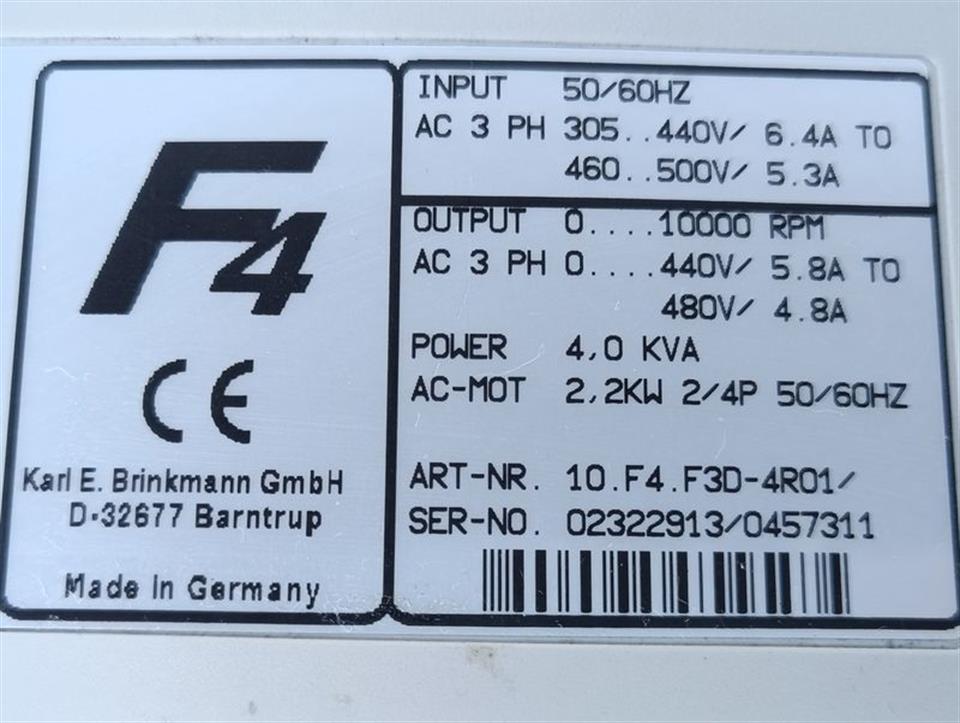 F4
CE
Karl E. Brinkmann GmbH
D-32677 Barntrup
Made In Germany
INPUT 50/60HZ
AC 3 PH 305..440V/ 6.4A TO
460..500V/ 5.3A
OUTPUT 0....10000 RPM
AC 3 PH 0....440V/ 5.8A TO
480V/ 4.8A
POWER 4,0 KVA
AC-MOT 2,2KW 2/4P 50/60HZ
ART-NR. 10.F4.F3D-4R01/
SER-NO. 02322913/0457311